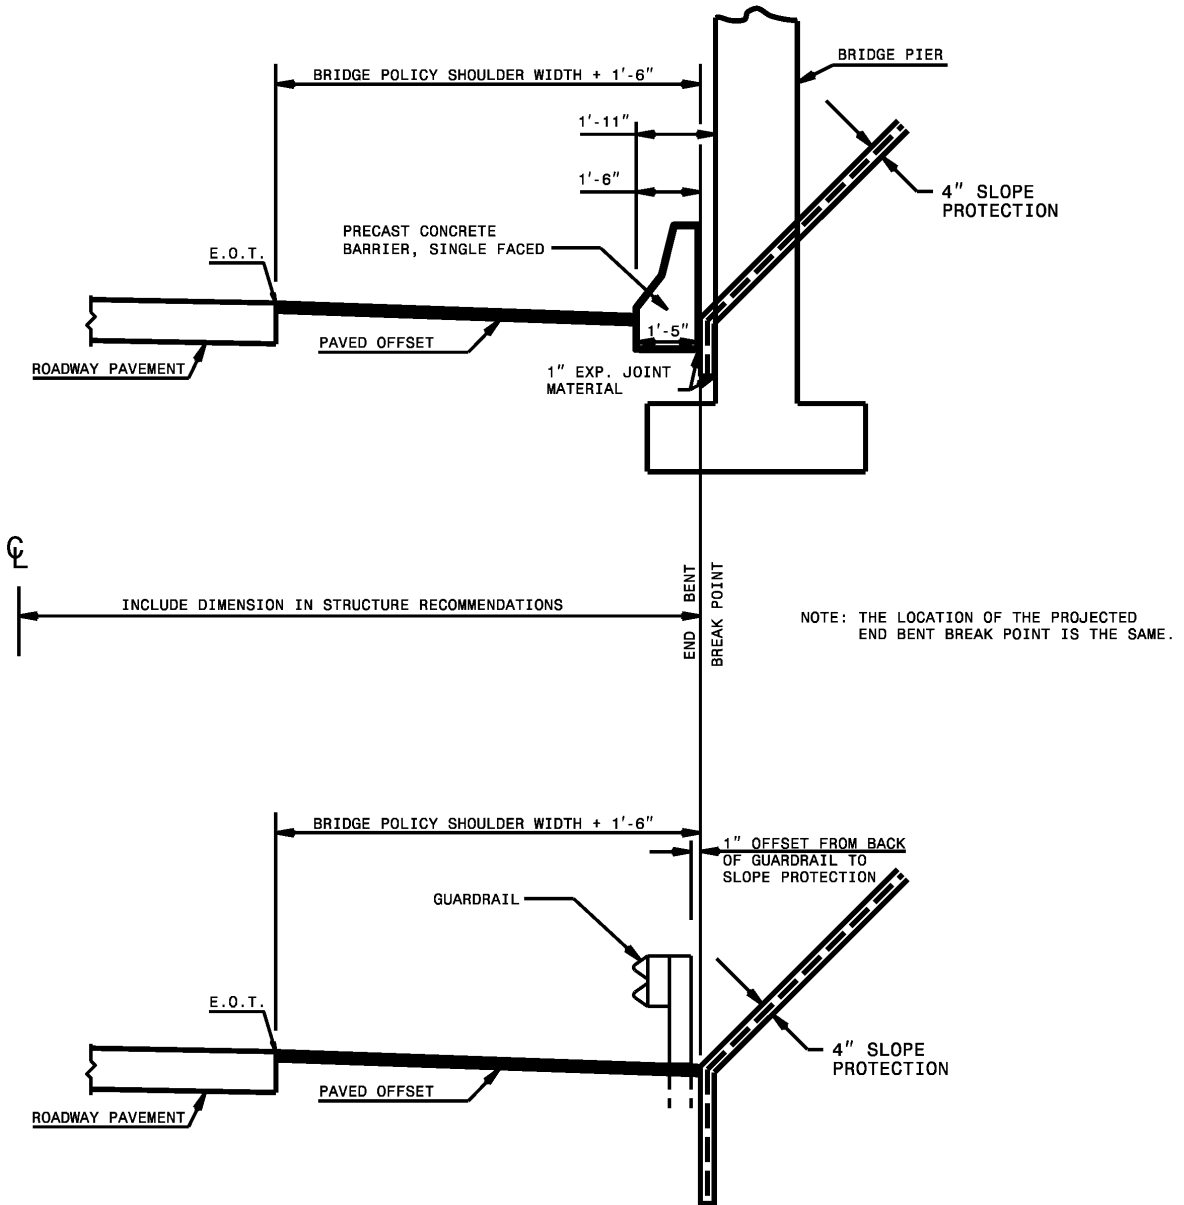 BRIDGE PIER
BRIDGE POLICY SHOULDER WIDTH + 1'-6"
1'-11"
1'-6"
4" SLOPE
PROTECTION
PRECAST CONCRETE
BARRIER, SINGLE FACED
E.O.T.
1'-5"
PAVED OFFSET
ROADWAY PAVEMENT
1" EXP. JOINT
MATERIAL
℄
INCLUDE DIMENSION IN STRUCTURE RECOMMENDATIONS
END BENT
BREAK POINT
NOTE: THE LOCATION OF THE PROJECTED
END BENT BREAK POINT IS THE SAME.
BRIDGE POLICY SHOULDER WIDTH + 1'-6"
1" OFFSET FROM BACK
OF GUARDRAIL TO
SLOPE PROTECTION
GUARDRAIL
E.O.T.
4" SLOPE
PROTECTION
PAVED OFFSET
ROADWAY PAVEMENT